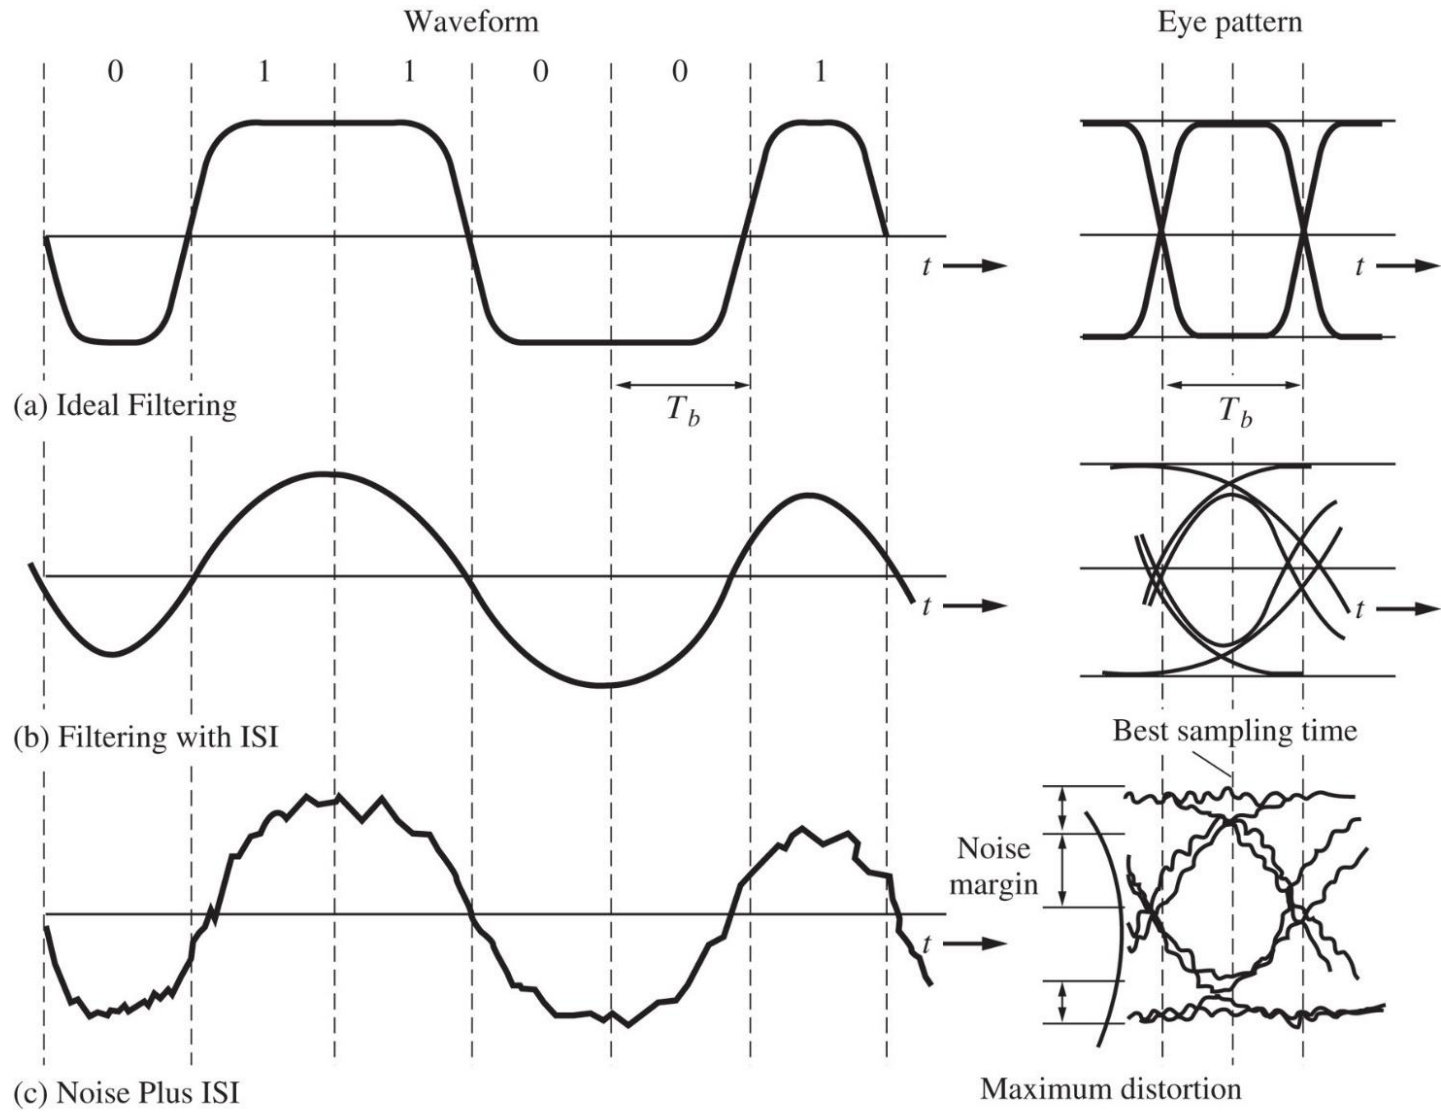 Waveform
Eye pattern
0 1 1 0 0 1
t
t
T_b
T_b
(a) Ideal Filtering
t
t
(b) Filtering with ISI
Best sampling time
Noise
margin
t
(c) Noise Plus ISI
Maximum distortion